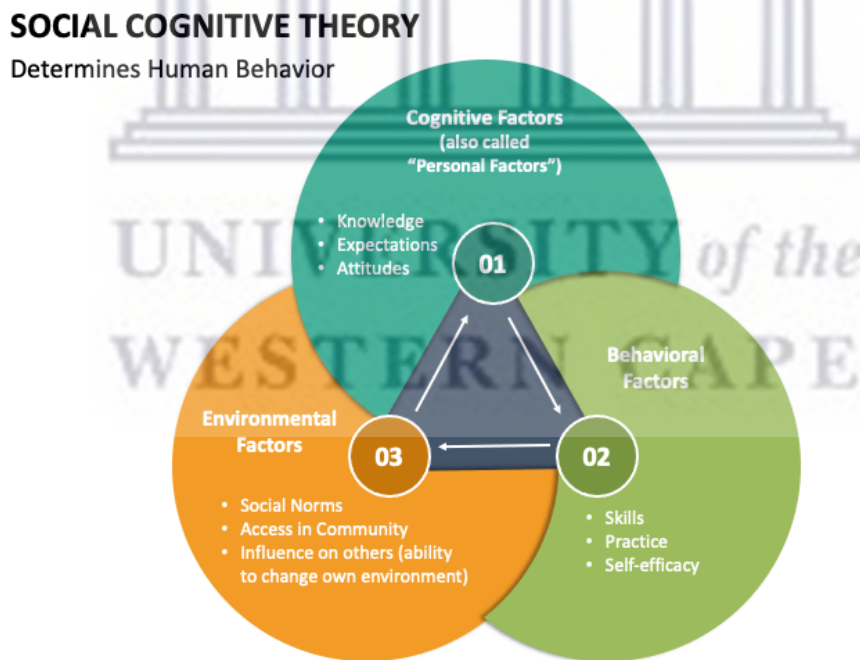 SOCIAL COGNITIVE THEORY
Determines Human Behavior
Cognitive Factors
(also called
“Personal Factors”)
• Knowledge
• Expectations
• Attitudes
01
UNIVERSITY of the
WESTERN CAPE
Behavioral
Factors
Environmental
Factors
03
02
• Social Norms
• Access in Community
• Influence on others (ability
to change own environment)
• Skills
• Practice
• Self-efficacy